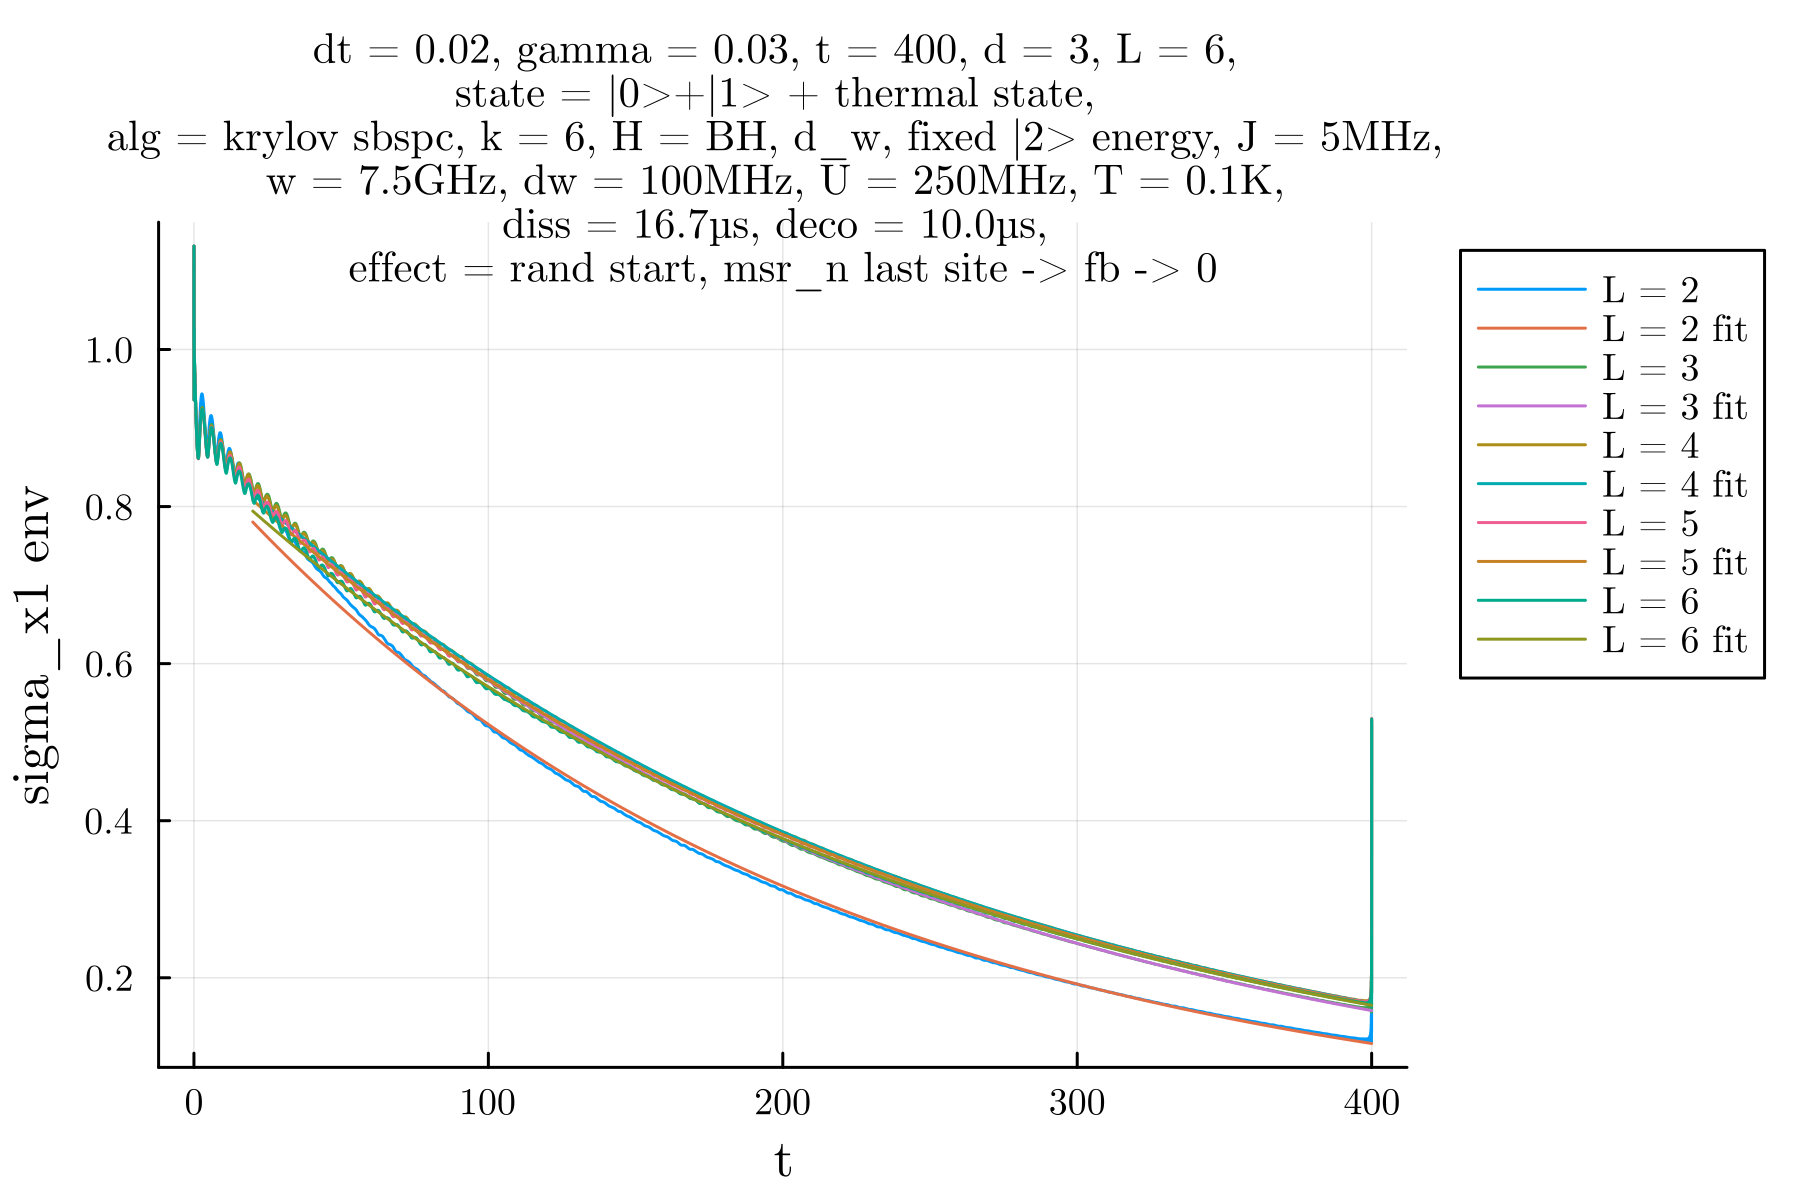 dt = 0.02, gamma = 0.03, t = 400, d = 3, L = 6,
state = |0>+|1> + thermal state,
alg = krylov sbspc, k = 6, H = BH, d_w, fixed |2> energy, J = 5MHz,
w = 7.5GHz, dw = 100MHz, U = 250MHz, T = 0.1K,
diss = 16.7µs, deco = 10.0µs,
effect = rand start, msr_n last site -> fb -> 0
sigma_x1 env
1.0
0.8
0.6
0.4
0.2
0
100
200
300
400
t
L = 2
L = 2 fit
L = 3
L = 3 fit
L = 4
L = 4 fit
L = 5
L = 5 fit
L = 6
L = 6 fit